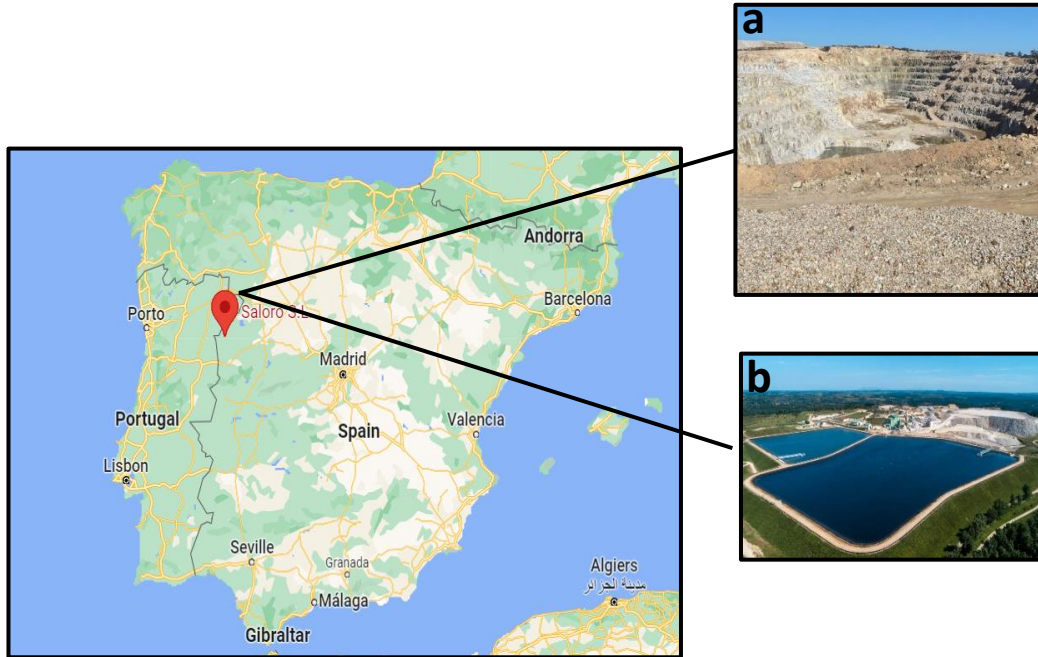 a
Andorra
Barcelona
Porto
Saloro S.L
Madrid
Portugal
Spain
Valencia
Lisbon
Seville
Granada
Málaga
Gibraltar
Algiers
مدينة الجزائر
b